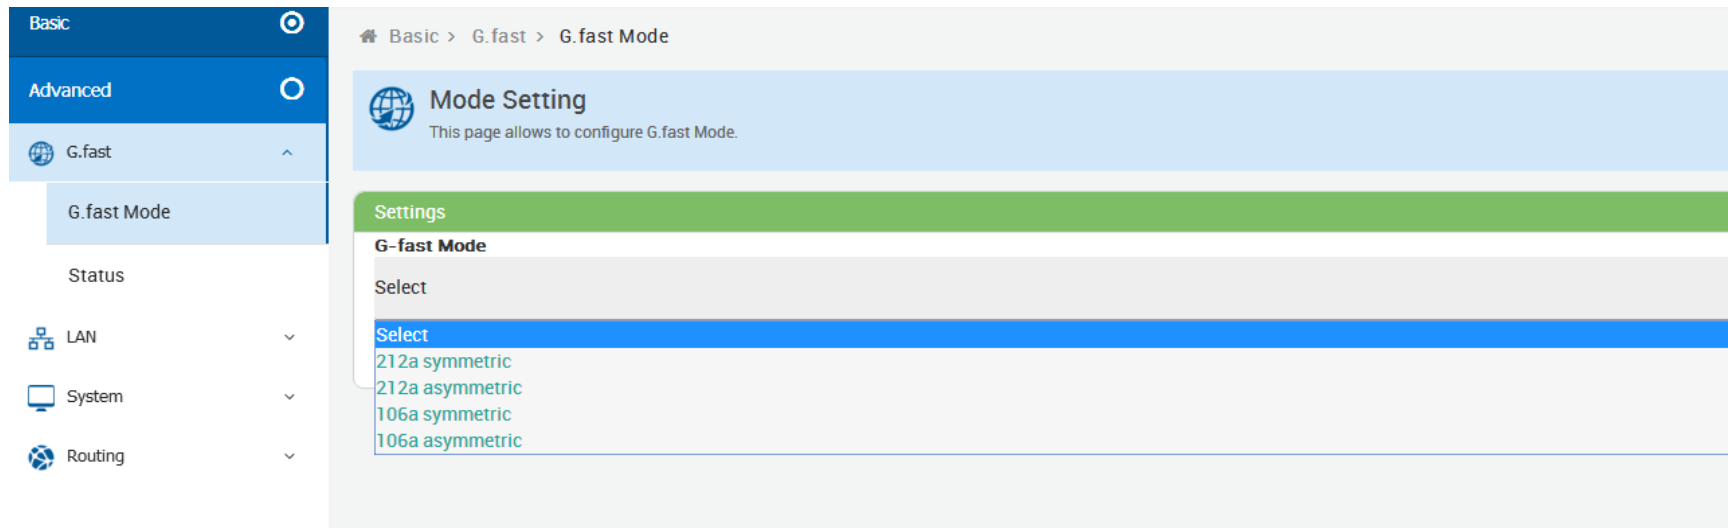 Basic
Advanced
G.fast
G.fast Mode
Status
LAN
System
Routing
Basic > G.fast > G.fast Mode
Mode Setting
This page allows to configure G.fast Mode.
Settings
G-fast Mode
Select
Select
212a symmetric
212a asymmetric
106a symmetric
106a asymmetric